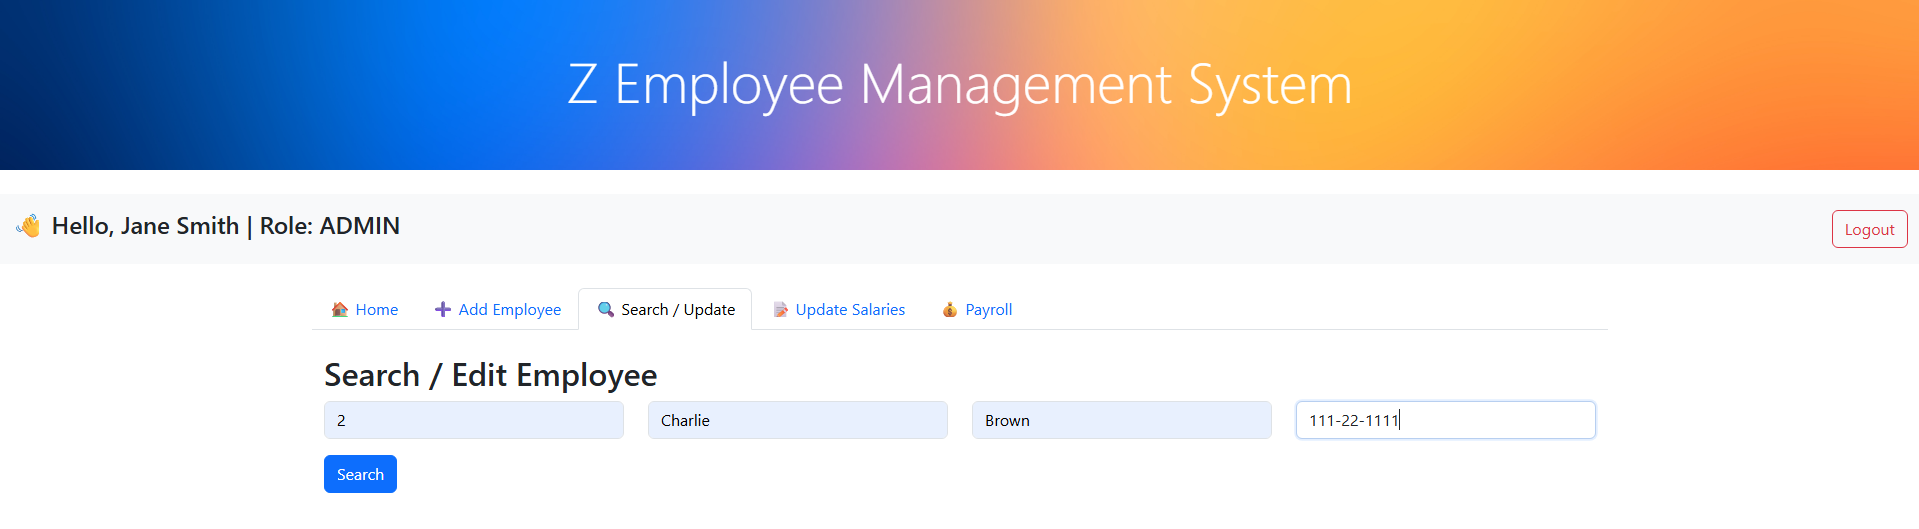 Z Employee Management System
👋 Hello, Jane Smith | Role: ADMIN
Logout
🏠 Home ➕ Add Employee 🔍 Search / Update 📝 Update Salaries 💰 Payroll
Search / Edit Employee
2 Charlie Brown 111-22-1111
Search